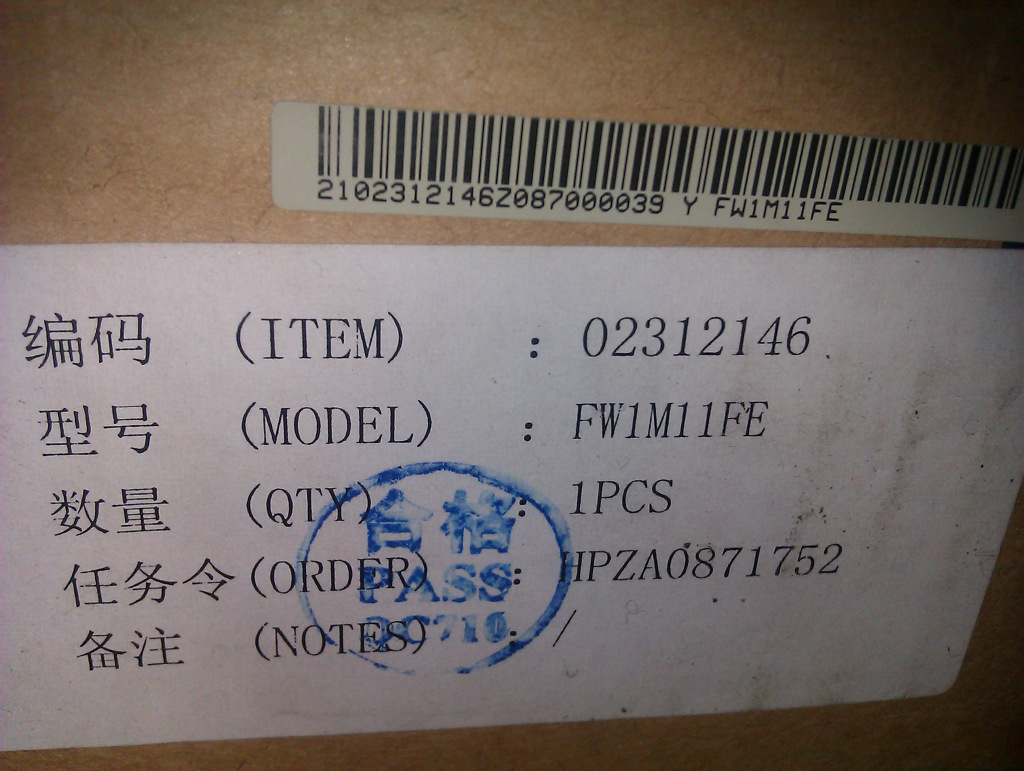 2102312146Z087000039 Y FW1M11FE
编码 (ITEM) : 02312146
型号 (MODEL) : FW1M11FE
数量 (QTY) : 1PCS
任务令 (ORDER) : HPZA0871752
备注 (NOTES) : /
合格
PASS